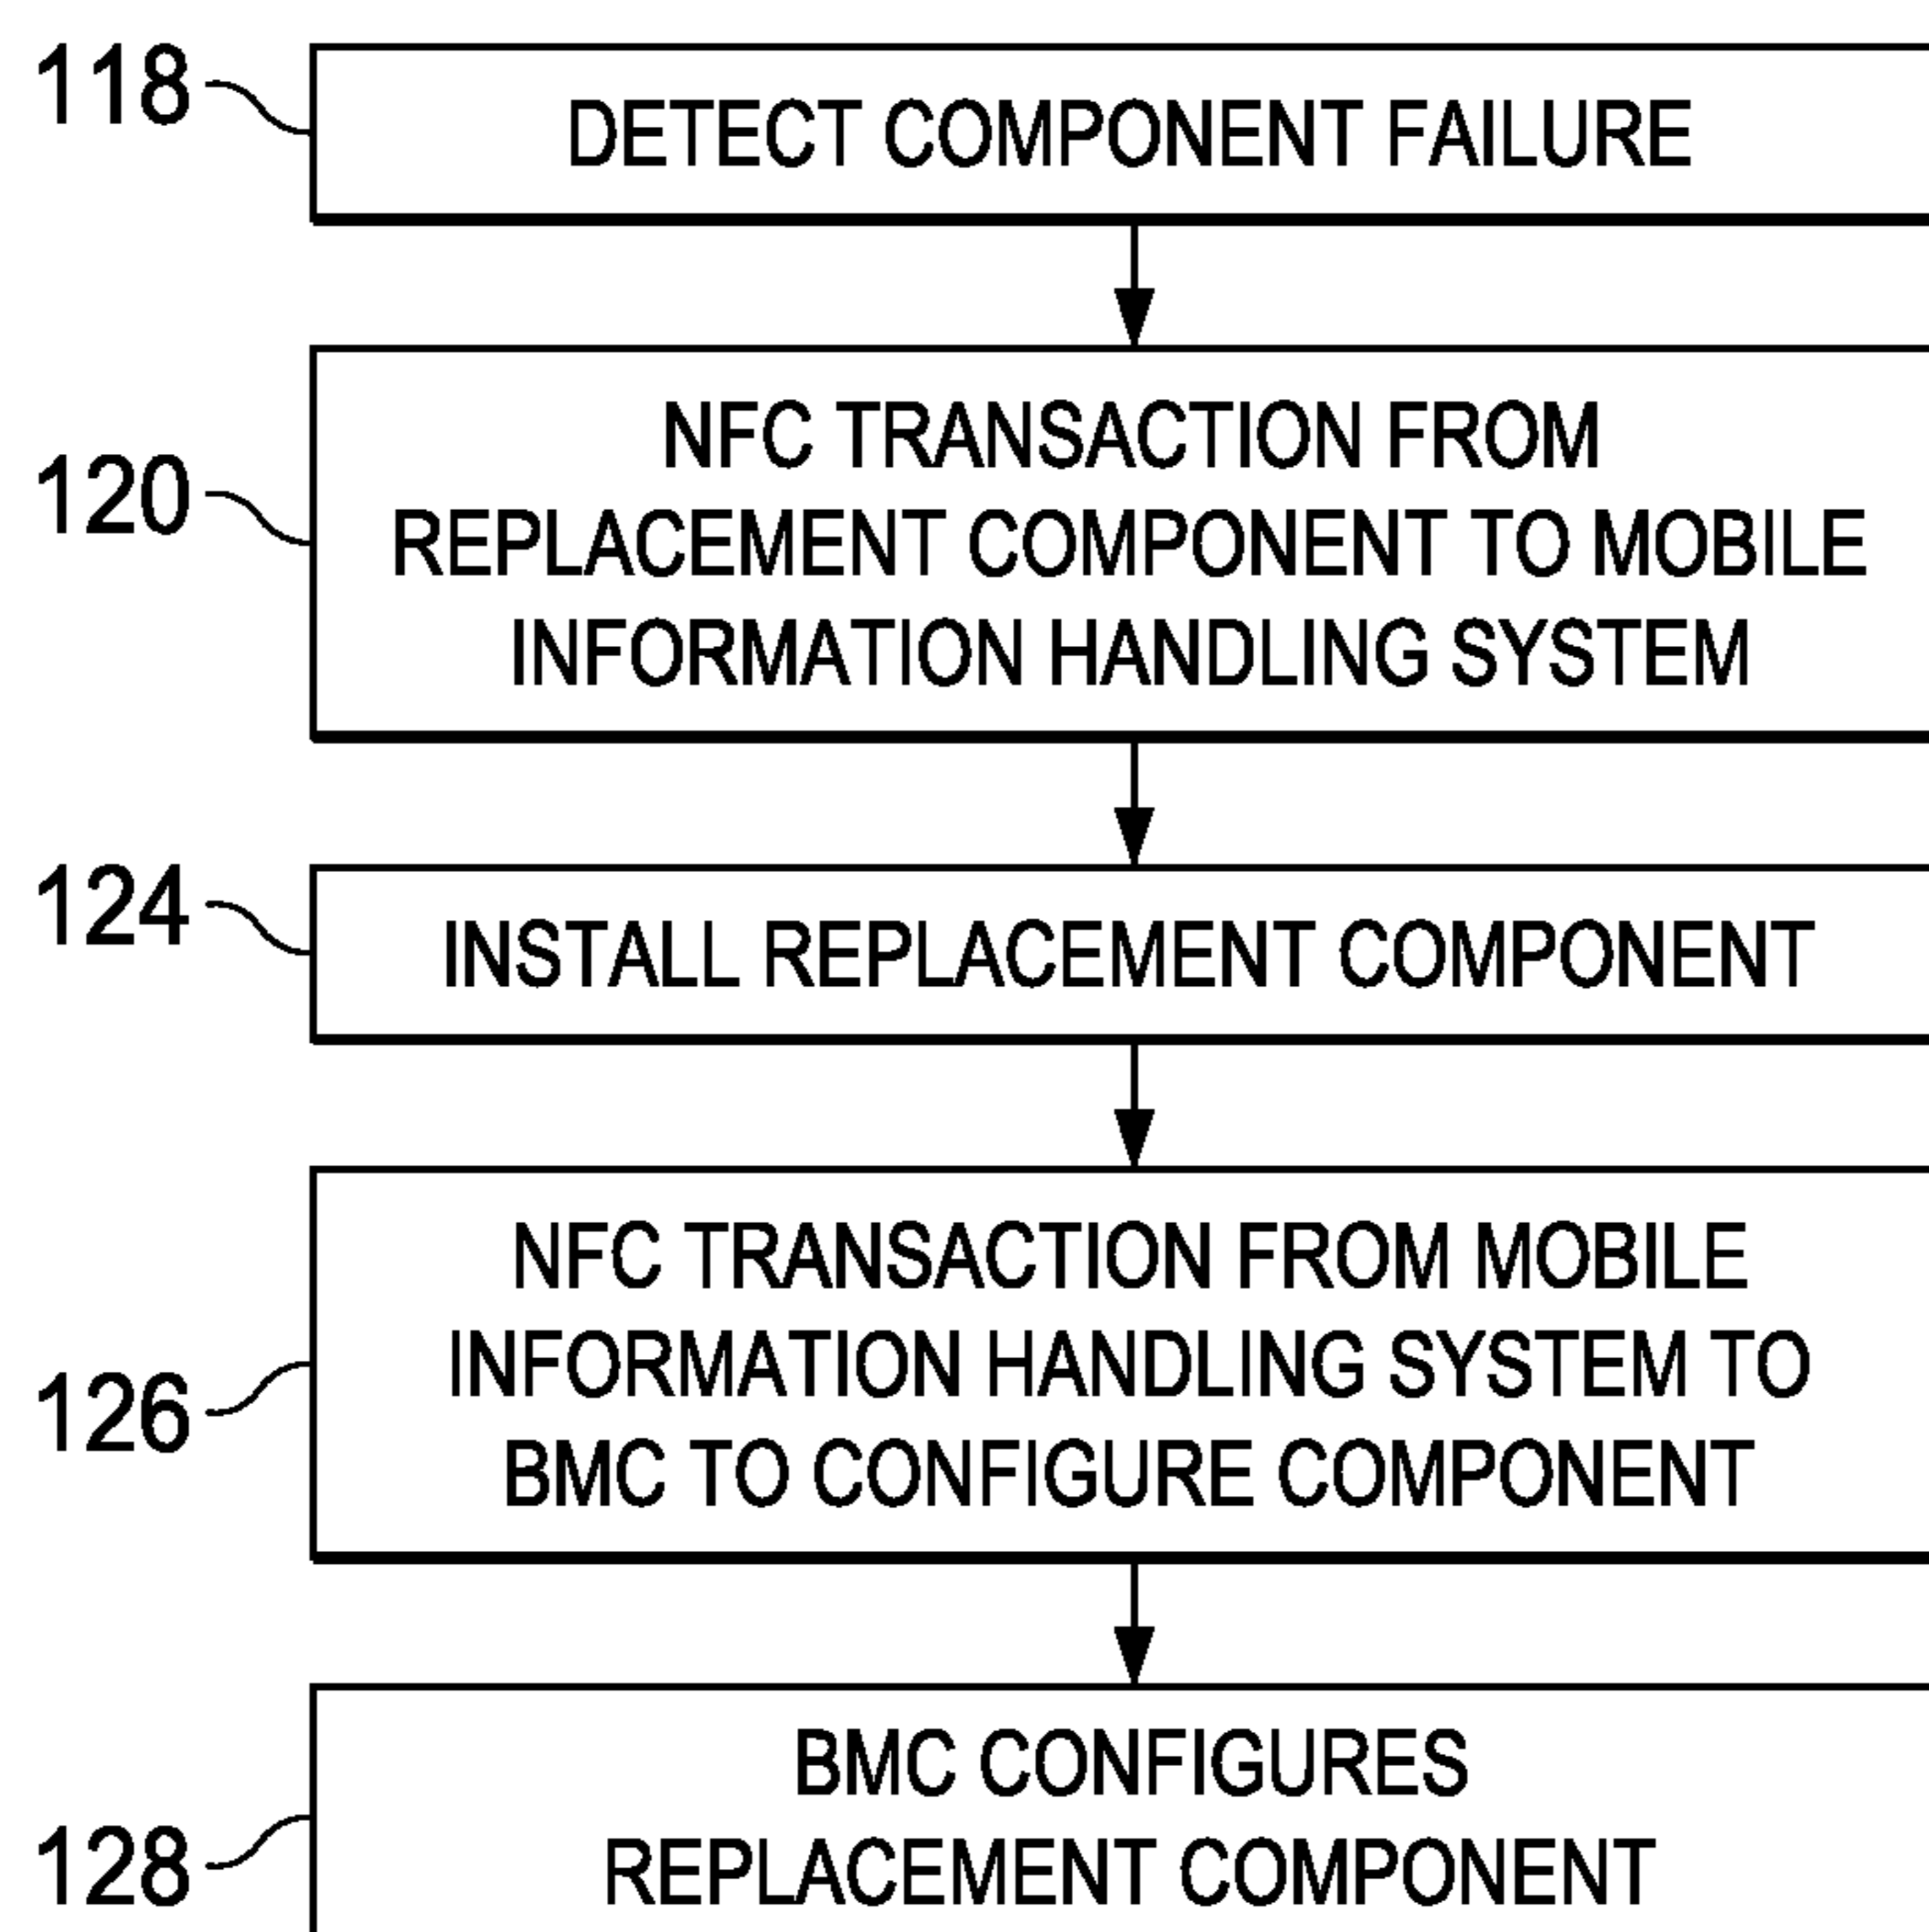 118
DETECT COMPONENT FAILURE
120
NFC TRANSACTION FROM
REPLACEMENT COMPONENT TO MOBILE
INFORMATION HANDLING SYSTEM
124
INSTALL REPLACEMENT COMPONENT
126
NFC TRANSACTION FROM MOBILE
INFORMATION HANDLING SYSTEM TO
BMC TO CONFIGURE COMPONENT
128
BMC CONFIGURES
REPLACEMENT COMPONENT